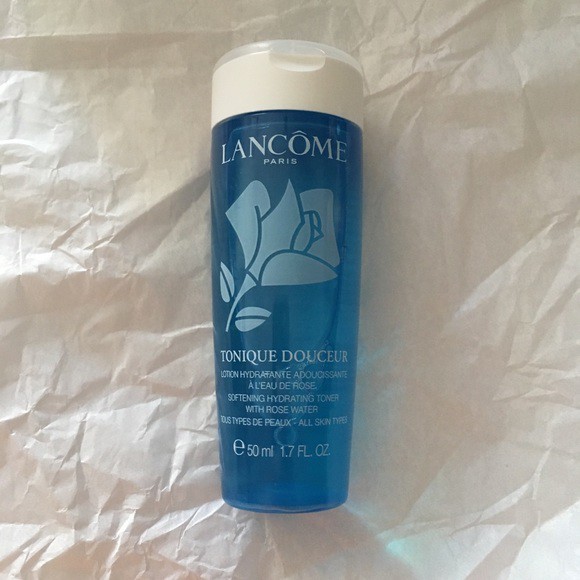 LANCÔME
PARIS
TONIQUE DOUCEUR
LOTION HYDRATANTE ADOUCISSANTE
À L'EAU DE ROSE.
SOFTENING HYDRATING TONER
WITH ROSE WATER
TOUS TYPES DE PEAUX - ALL SKIN TYPES
℮ 50 ml 1.7 FL. OZ.